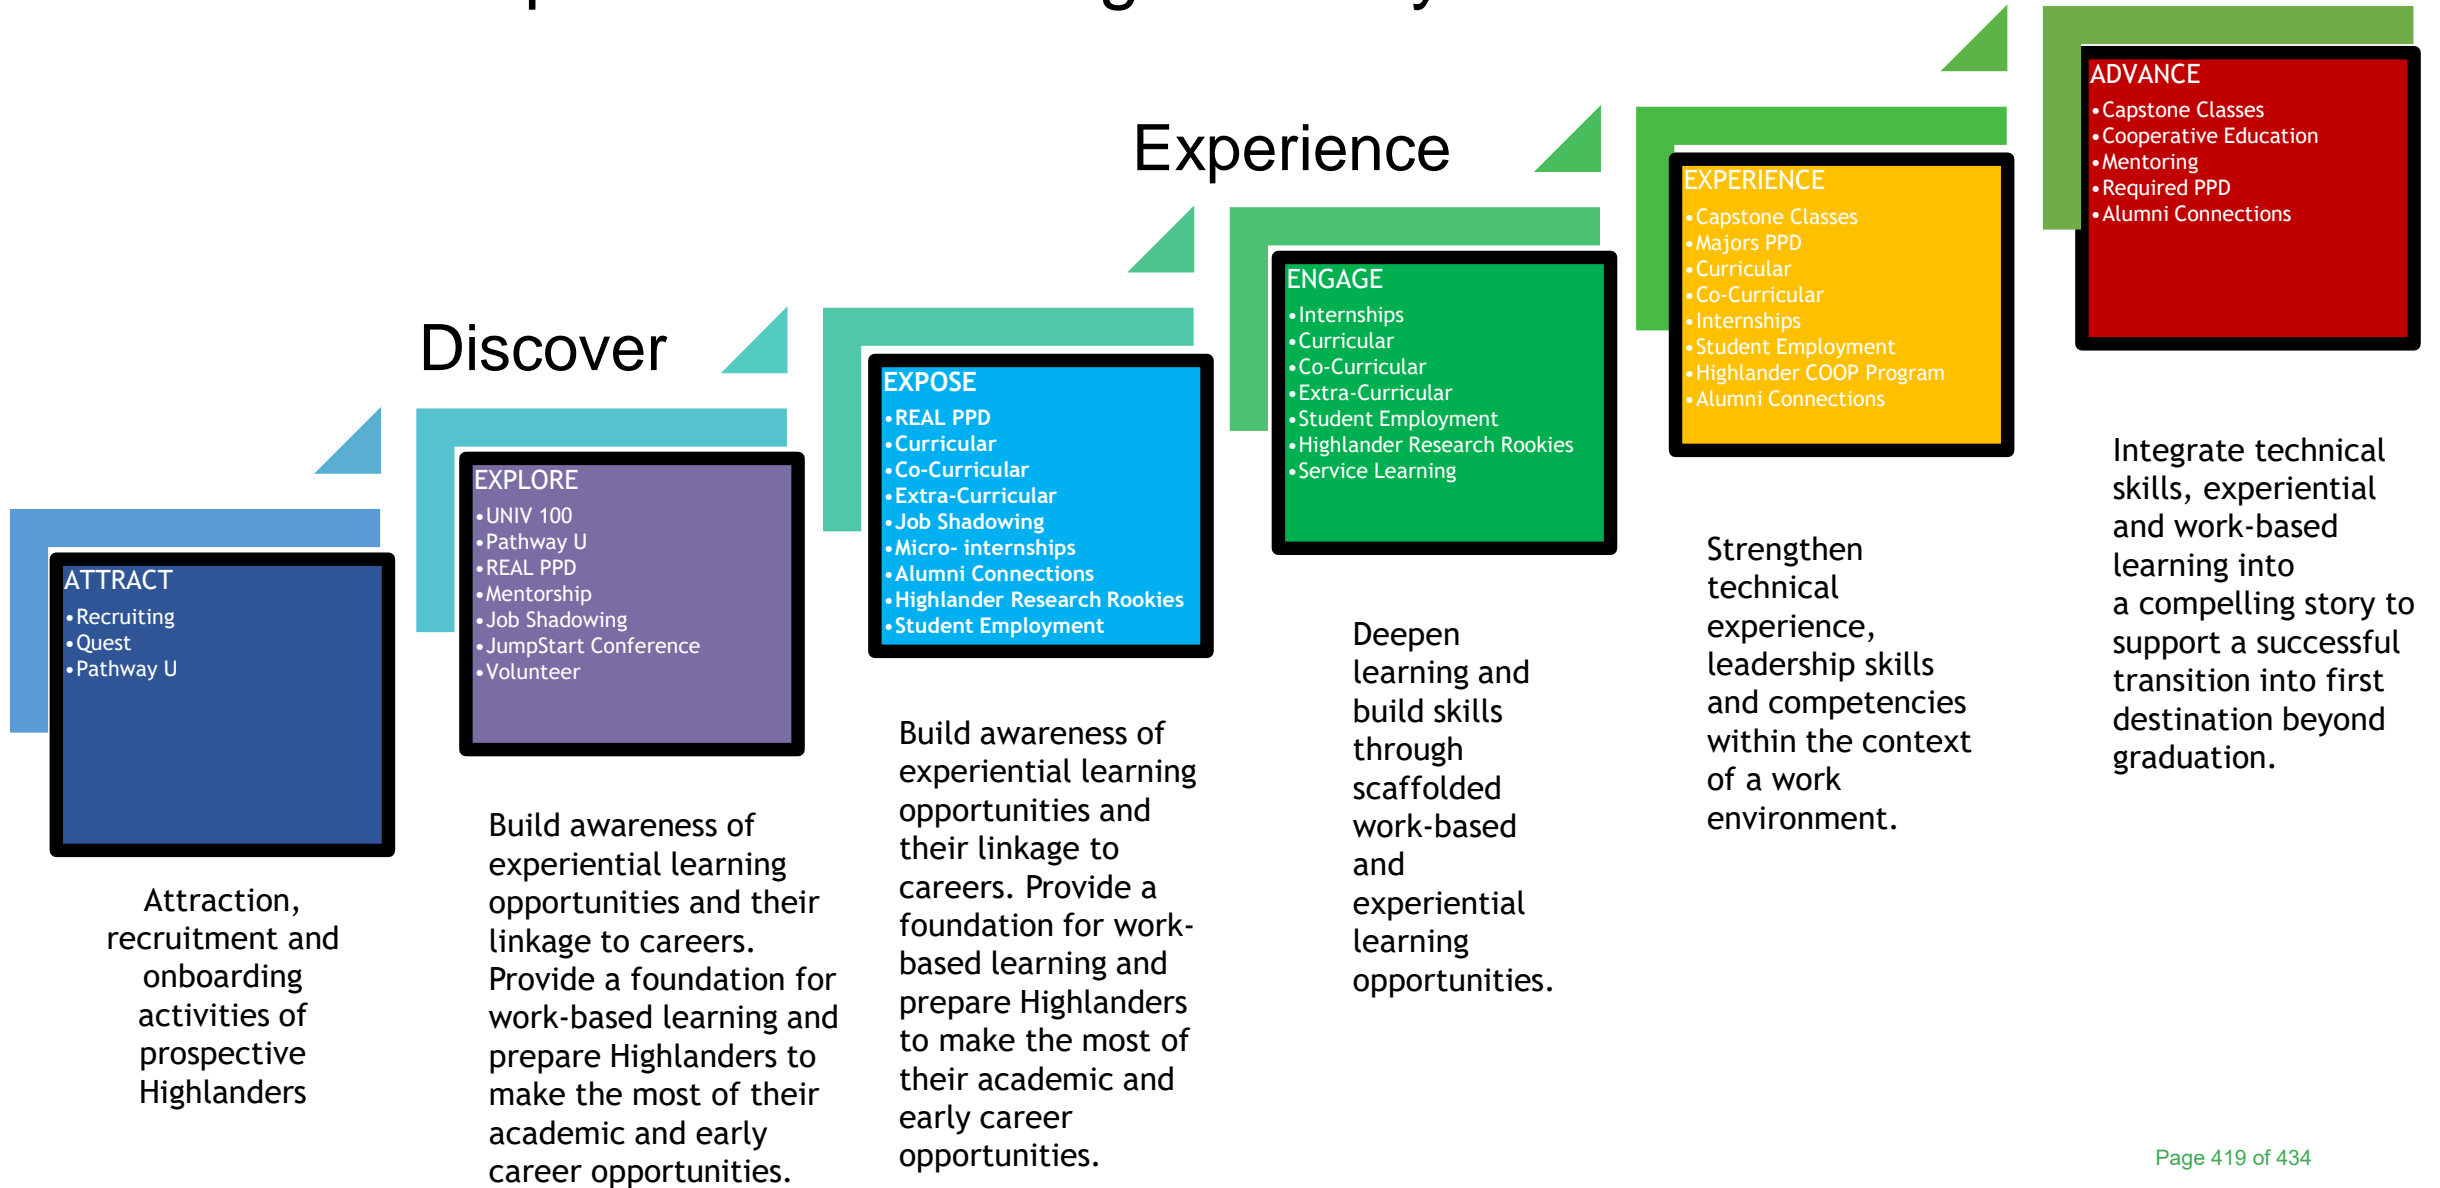 Discover
Experience
ATTRACT
•Recruiting
•Quest
•Pathway U
Attraction,
recruitment and
onboarding
activities of
prospective
Highlanders
EXPLORE
•UNIV 100
•Pathway U
•REAL PPD
•Mentorship
•Job Shadowing
•JumpStart Conference
•Volunteer
Build awareness of
experiential learning
opportunities and their
linkage to careers.
Provide a foundation for
work-based learning and
prepare Highlanders to
make the most of their
academic and early
career opportunities.
EXPOSE
•REAL PPD
•Curricular
•Co-Curricular
•Extra-Curricular
•Job Shadowing
•Micro- internships
•Alumni Connections
•Highlander Research Rookies
•Student Employment
Build awareness of
experiential learning
opportunities and
their linkage to
careers. Provide a
foundation for work-
based learning and
prepare Highlanders
to make the most of
their academic and
early career
opportunities.
ENGAGE
•Internships
•Curricular
•Co-Curricular
•Extra-Curricular
•Student Employment
•Highlander Research Rookies
•Service Learning
Deepen
learning and
build skills
through
scaffolded
work-based
and
experiential
learning
opportunities.
EXPERIENCE
•Capstone Classes
•Majors PPD
•Curricular
•Co-Curricular
•Internships
•Student Employment
•Highlander COOP Program
•Alumni Connections
Strengthen
technical
experience,
leadership skills
and competencies
within the context
of a work
environment.
ADVANCE
•Capstone Classes
•Cooperative Education
•Mentoring
•Required PPD
•Alumni Connections
Integrate technical
skills, experiential
and work-based
learning into
a compelling story to
support a successful
transition into first
destination beyond
graduation.
Page 419 of 434